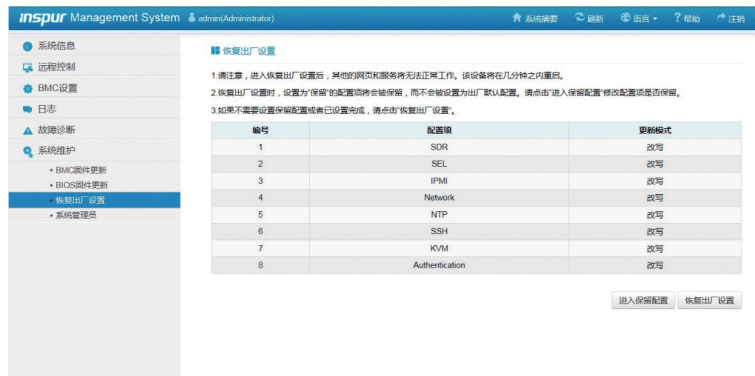 inspur Management System admin(Administrator) 系统摘要 刷新 语言 ? 帮助 注销
系统信息
远程控制
BMC设置
日志
故障诊断
系统维护
• BMC固件更新
• BIOS固件更新
• 恢复出厂设置
• 系统管理员
恢复出厂设置
1.请注意，进入恢复出厂设置后，其他的网页和服务将无法正常工作。该设备将在几分钟之内重启。
2.恢复出厂设置时，设置为"保留"的配置项将会被保留，而不会被设置为出厂默认配置。请点击"进入保留配置"修改配置项是否保留。
3.如果不需要设置保留配置或者已设置完成，请点击"恢复出厂设置"。
编号 配置项 更新模式
1 SDR 改写
2 SEL 改写
3 IPMI 改写
4 Network 改写
5 NTP 改写
6 SSH 改写
7 KVM 改写
8 Authentication 改写
进入保留配置 恢复出厂设置